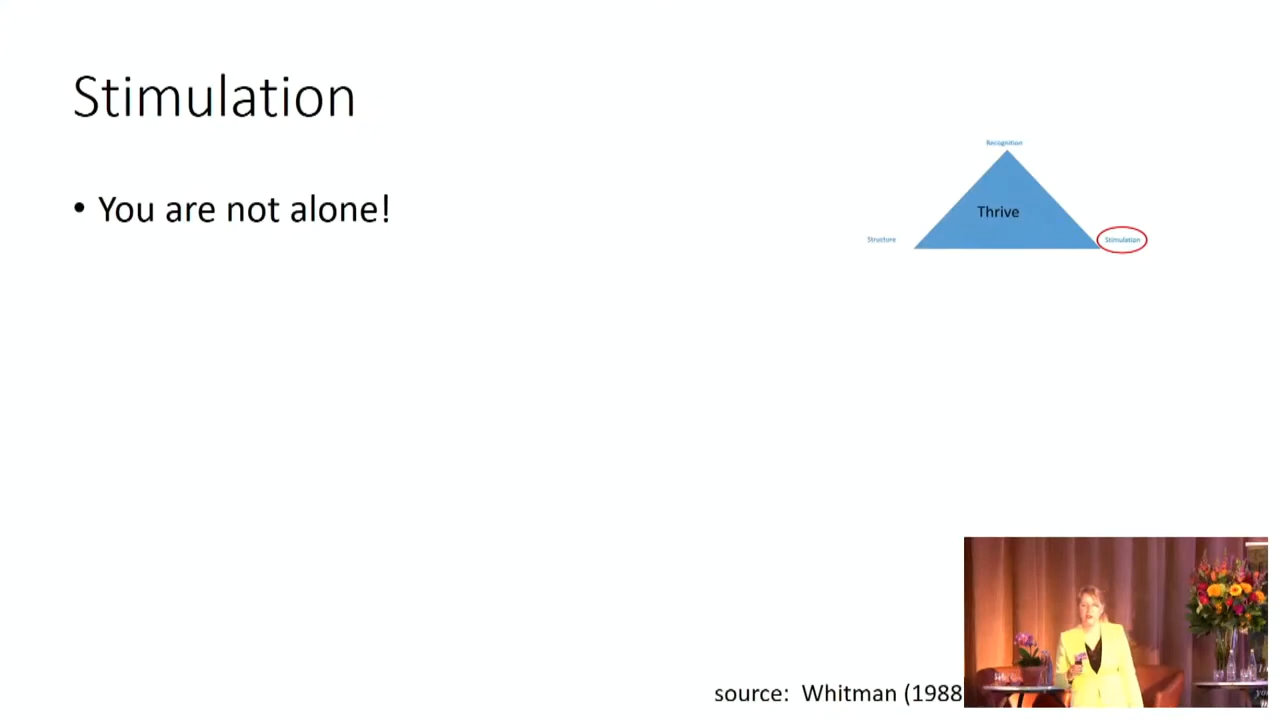 Stimulation
• You are not alone!
Recognition
Thrive
Structure
Stimulation
source: Whitman (1988